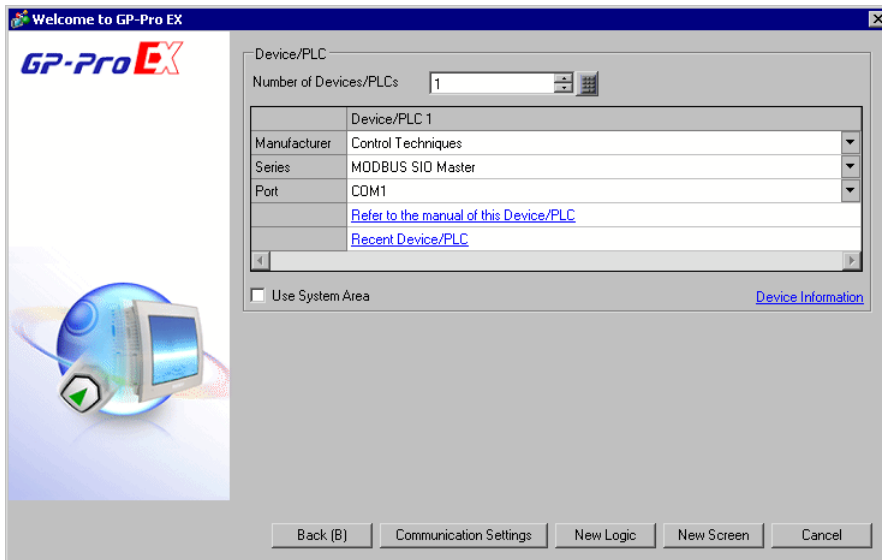 Welcome to GP-Pro EX
GP-Pro EX
Device/PLC
Number of Devices/PLCs 1
Device/PLC 1
Manufacturer Control Techniques
Series MODBUS SIO Master
Port COM1
Refer to the manual of this Device/PLC
Recent Device/PLC
Use System Area Device Information
Back (B) Communication Settings New Logic New Screen Cancel